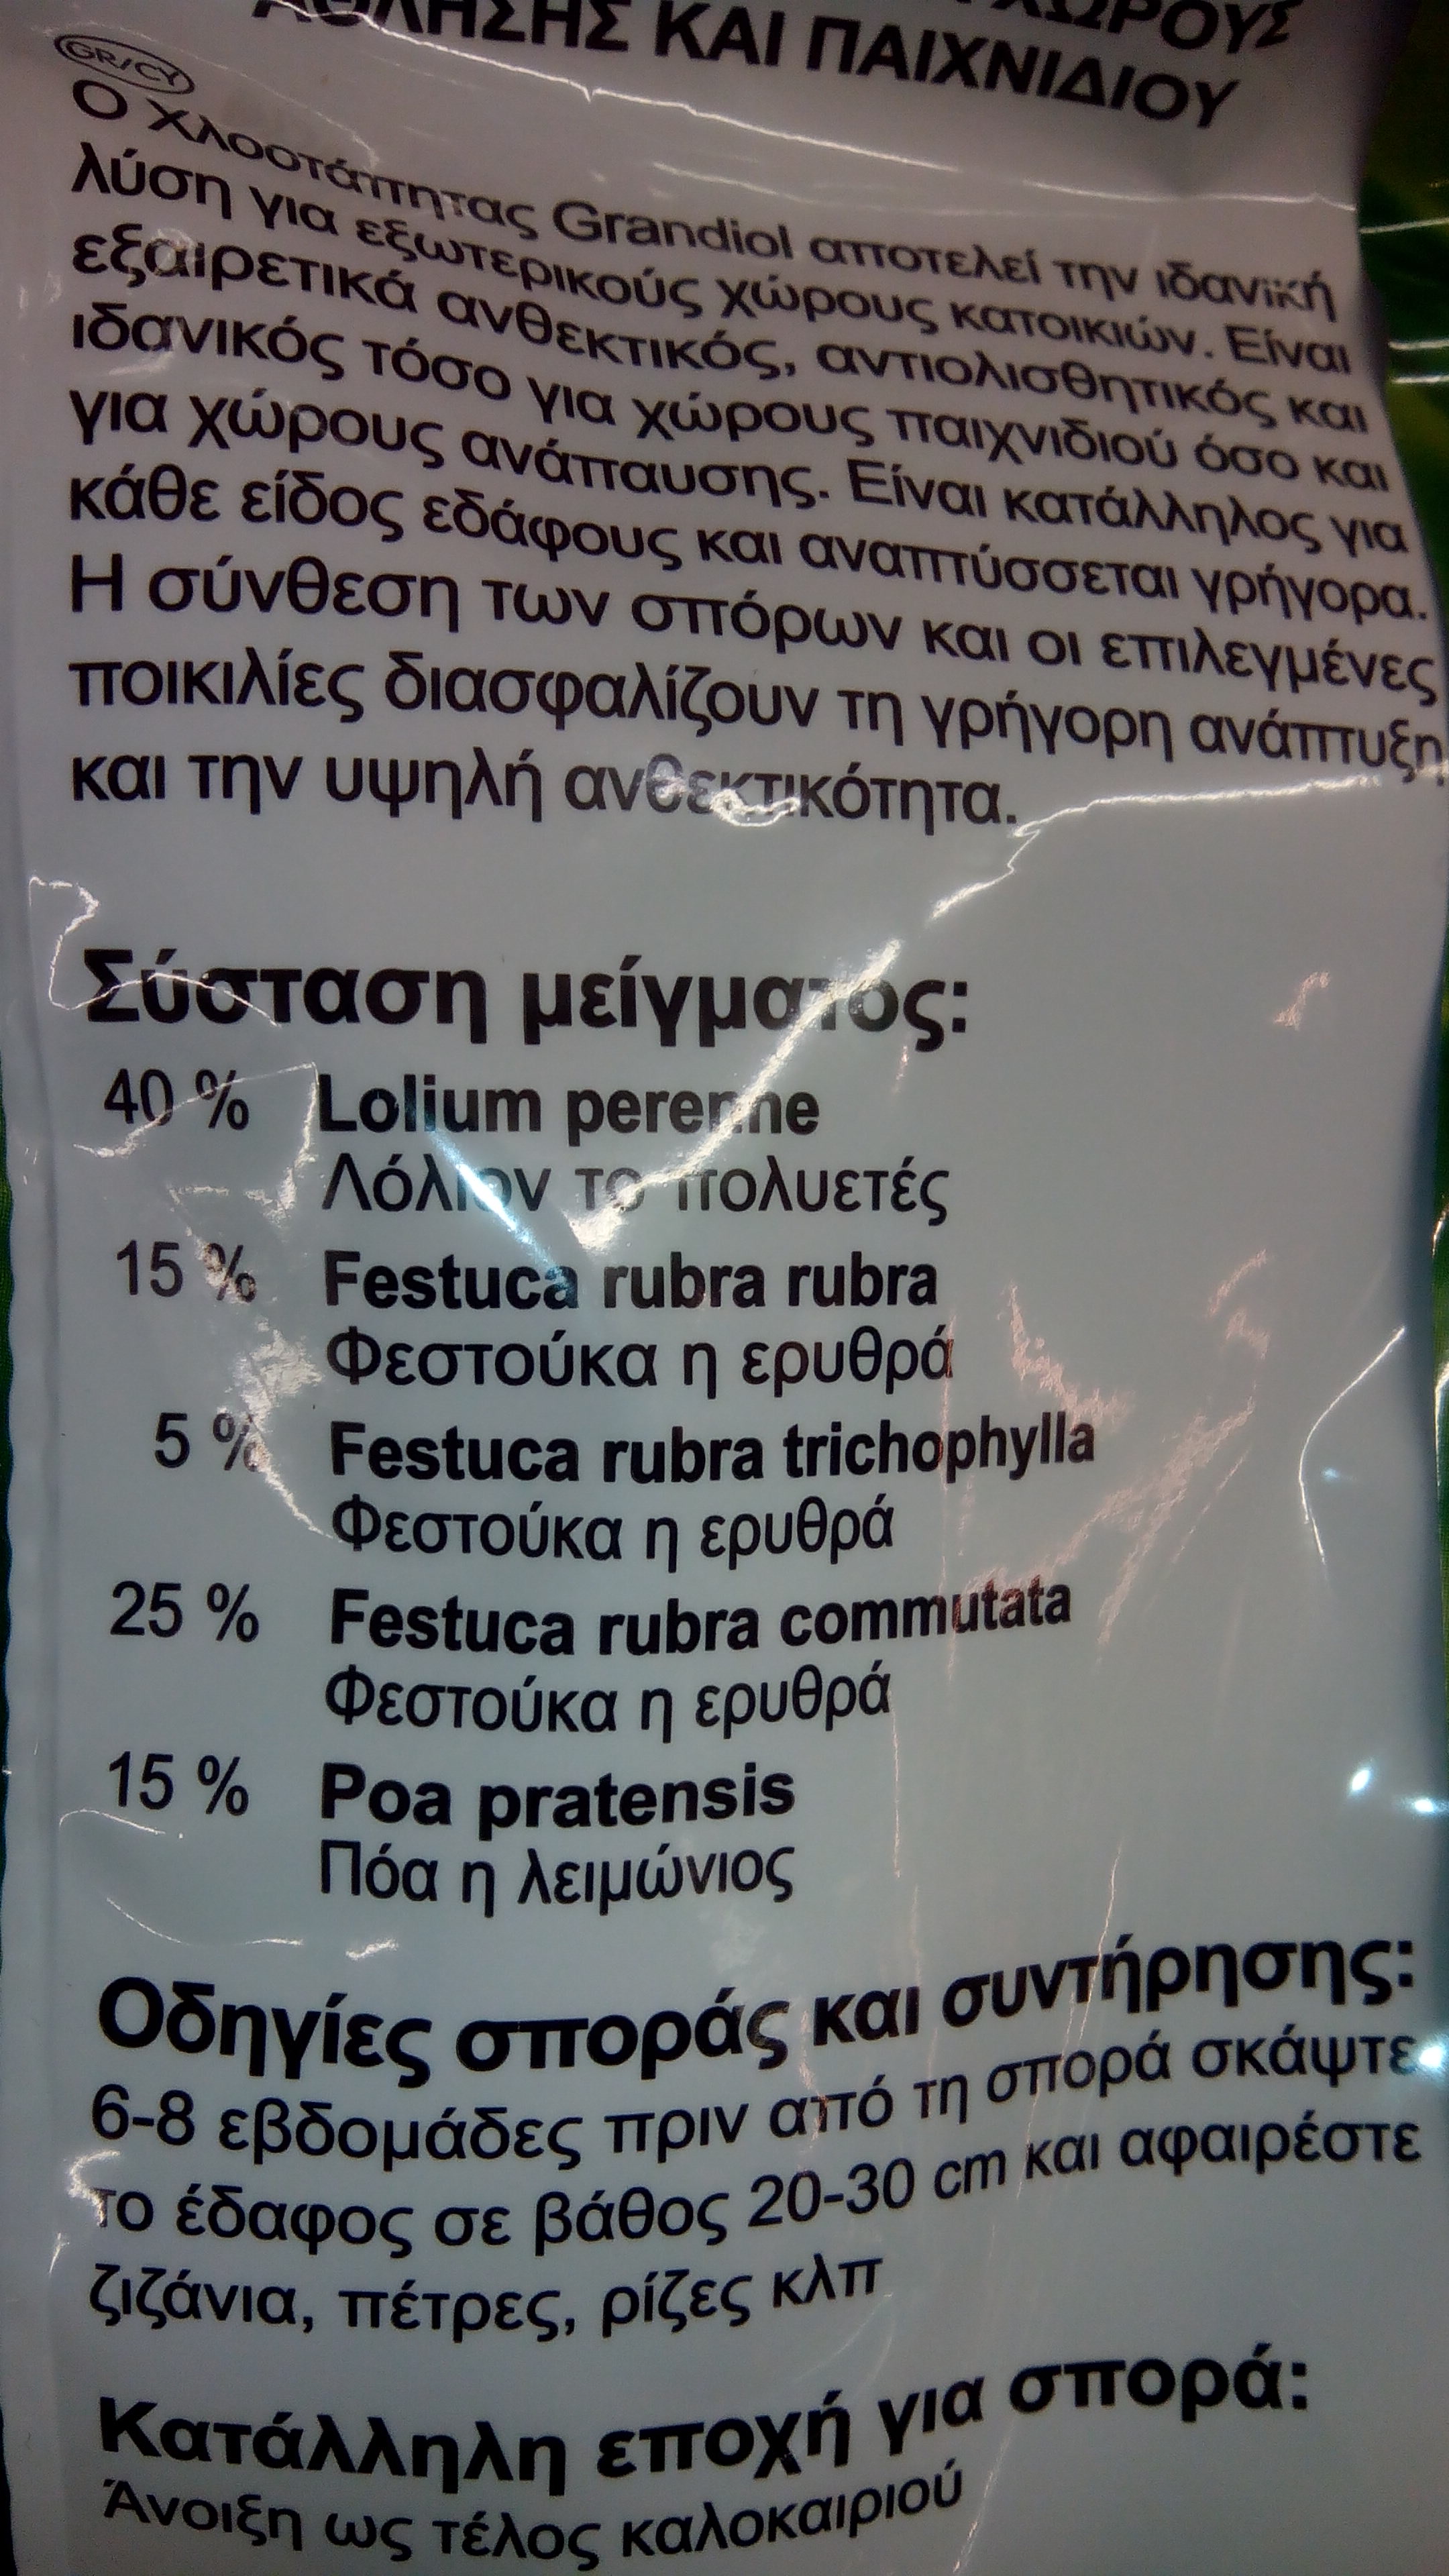 ΧΩΡΟΥΣ
ΑΘΛΗΣΗΣ ΚΑΙ ΠΑΙΧΝΙΔΙΟΥ
GR/CY
Ο Χλοοτάπητας Grandiol αποτελεί την ιδανική
λύση για εξωτερικούς χώρους κατοικιών. Είναι
εξαιρετικά ανθεκτικός, αντιολισθητικός και
ιδανικός τόσο για χώρους παιχνιδιού όσο και
για χώρους ανάπαυσης. Είναι κατάλληλος για
κάθε είδος εδάφους και αναπτύσσεται γρήγορα.
Η σύνθεση των σπόρων και οι επιλεγμένες
ποικιλίες διασφαλίζουν τη γρήγορη ανάπτυξη
και την υψηλή ανθεκτικότητα.
Σύσταση μείγματος:
40 % Lolium perenne
Λόλιον το πολυετές
15 % Festuca rubra rubra
Φεστούκα η ερυθρά
5 % Festuca rubra trichophylla
Φεστούκα η ερυθρά
25 % Festuca rubra commutata
Φεστούκα η ερυθρά
15 % Poa pratensis
Πόα η λειμώνιος
Οδηγίες σποράς και συντήρησης:
6-8 εβδομάδες πριν από τη σπορά σκάψτε
το έδαφος σε βάθος 20-30 cm και αφαιρέστε
ζιζάνια, πέτρες, ρίζες κλπ
Κατάλληλη εποχή για σπορά:
Άνοιξη ως τέλος καλοκαιριού